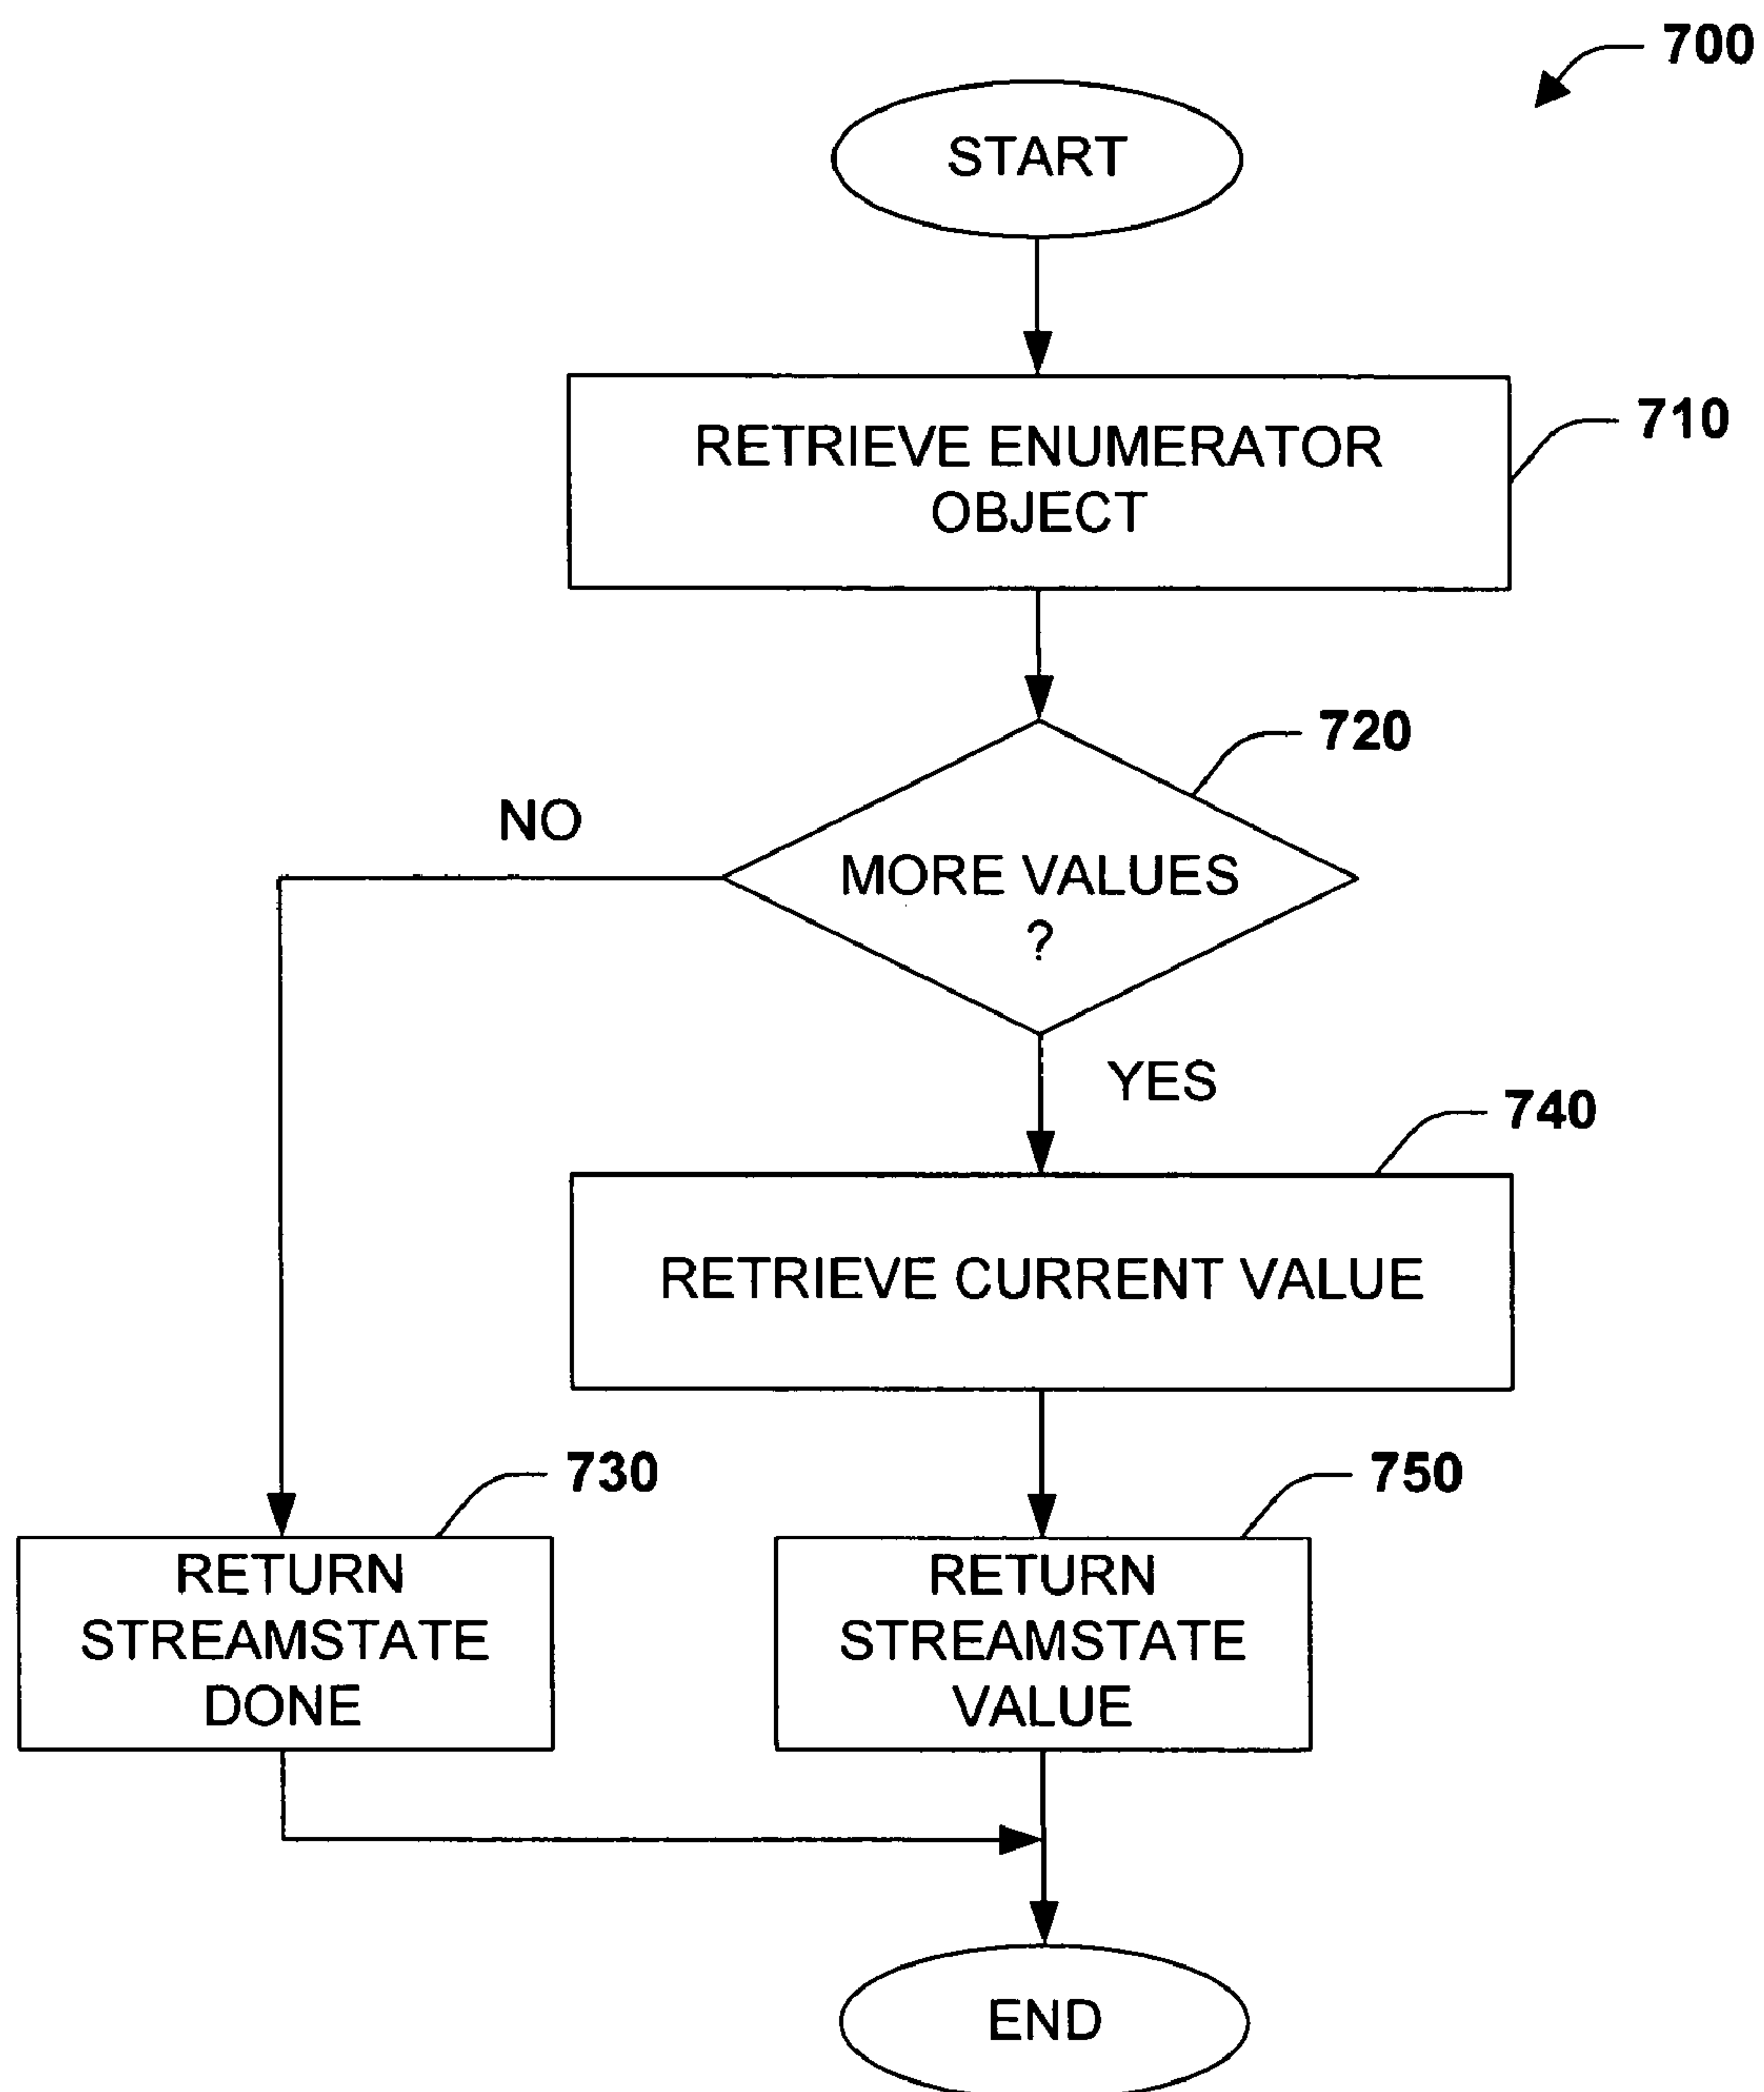 700
START
RETRIEVE ENUMERATOR
OBJECT
710
720
NO
MORE VALUES
?
YES
740
RETRIEVE CURRENT VALUE
730
750
RETURN
STREAMSTATE
DONE
RETURN
STREAMSTATE
VALUE
END